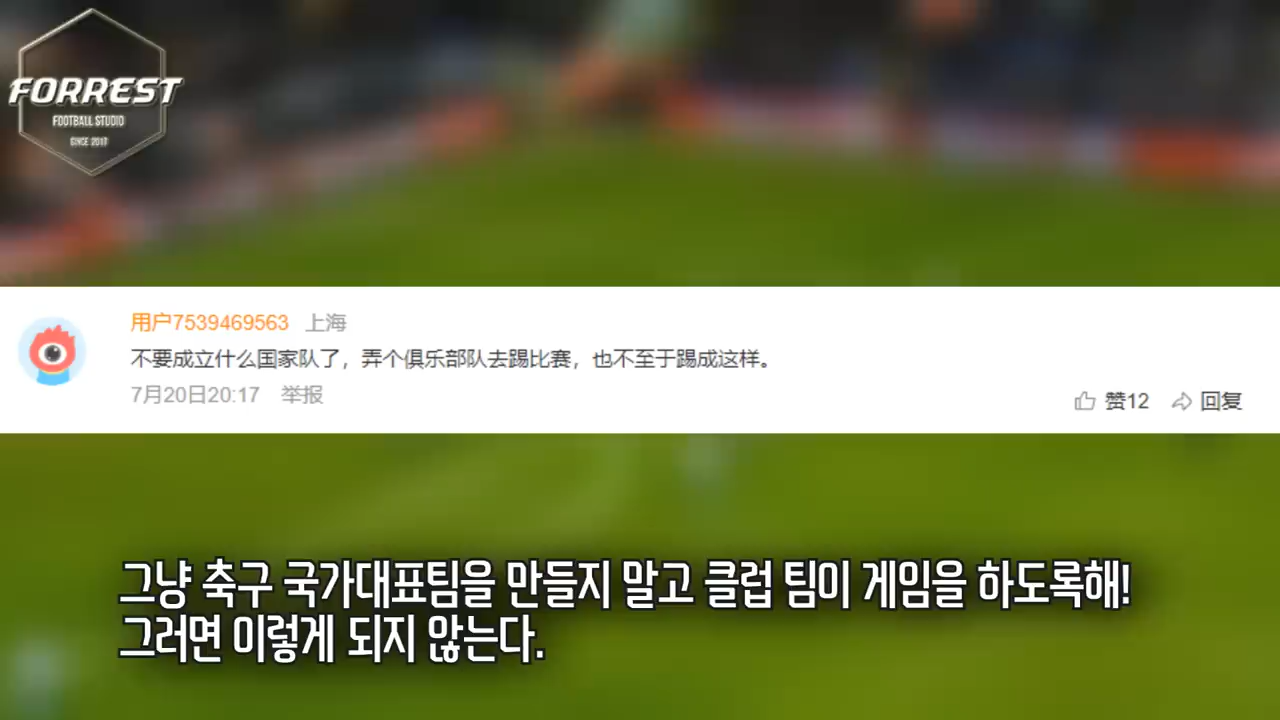 FORREST
FOOTBALL STUDIO
SINCE 2017
用户7539469563 上海
不要成立什么国家队了，弄个俱乐部队去踢比赛，也不至于踢成这样。
7月20日20:17 举报
赞12 回复
그냥 축구 국가대표팀을 만들지 말고 클럽 팀이 게임을 하도록해!
그러면 이렇게 되지 않는다.